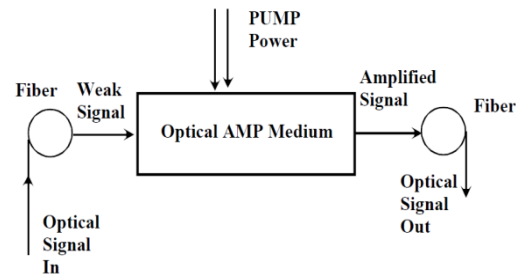 PUMP
Power
Fiber
Weak
Signal
Optical AMP Medium
Amplified
Signal
Fiber
Optical
Signal
In
Optical
Signal
Out